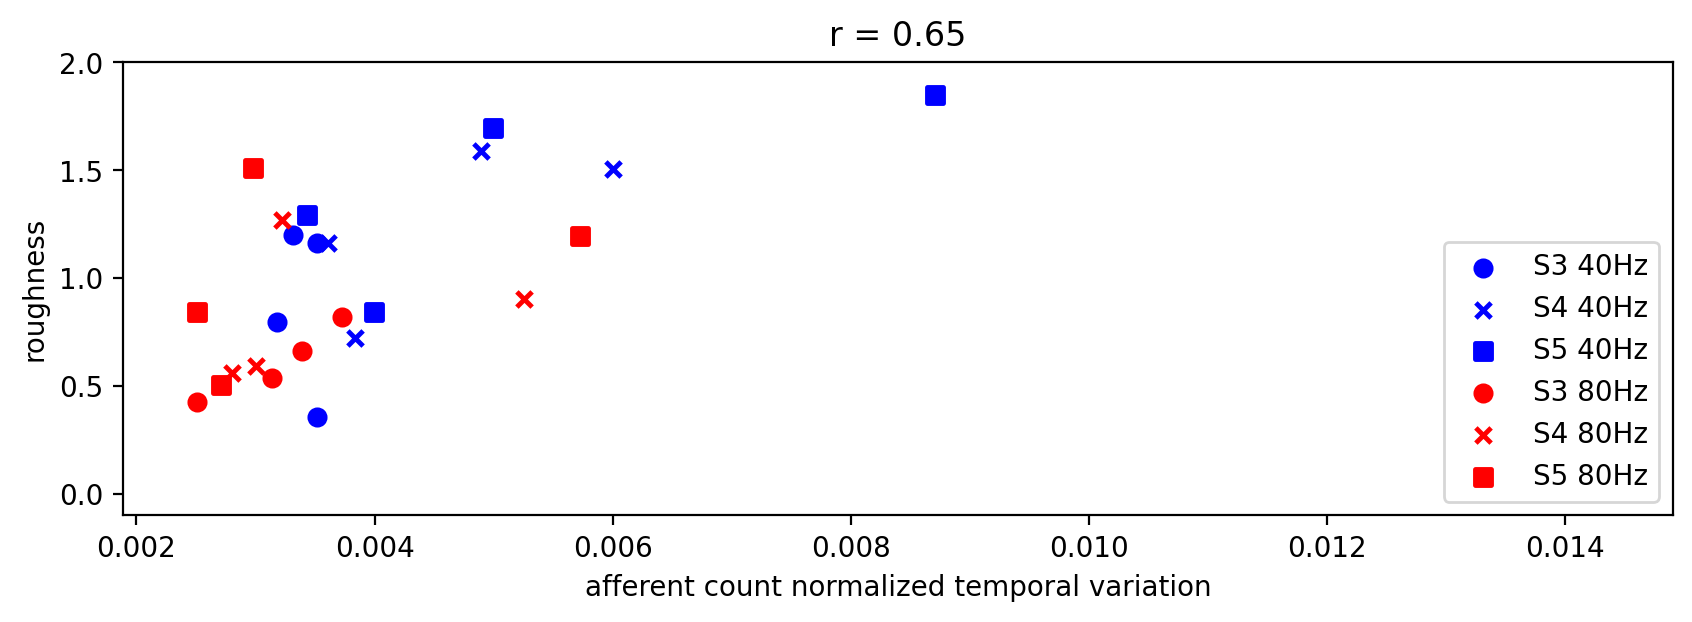 r = 0.65
2.0
1.5
1.0
0.5
0.0
roughness
S3 40Hz
S4 40Hz
S5 40Hz
S3 80Hz
S4 80Hz
S5 80Hz
0.002 0.004 0.006 0.008 0.010 0.012 0.014
afferent count normalized temporal variation